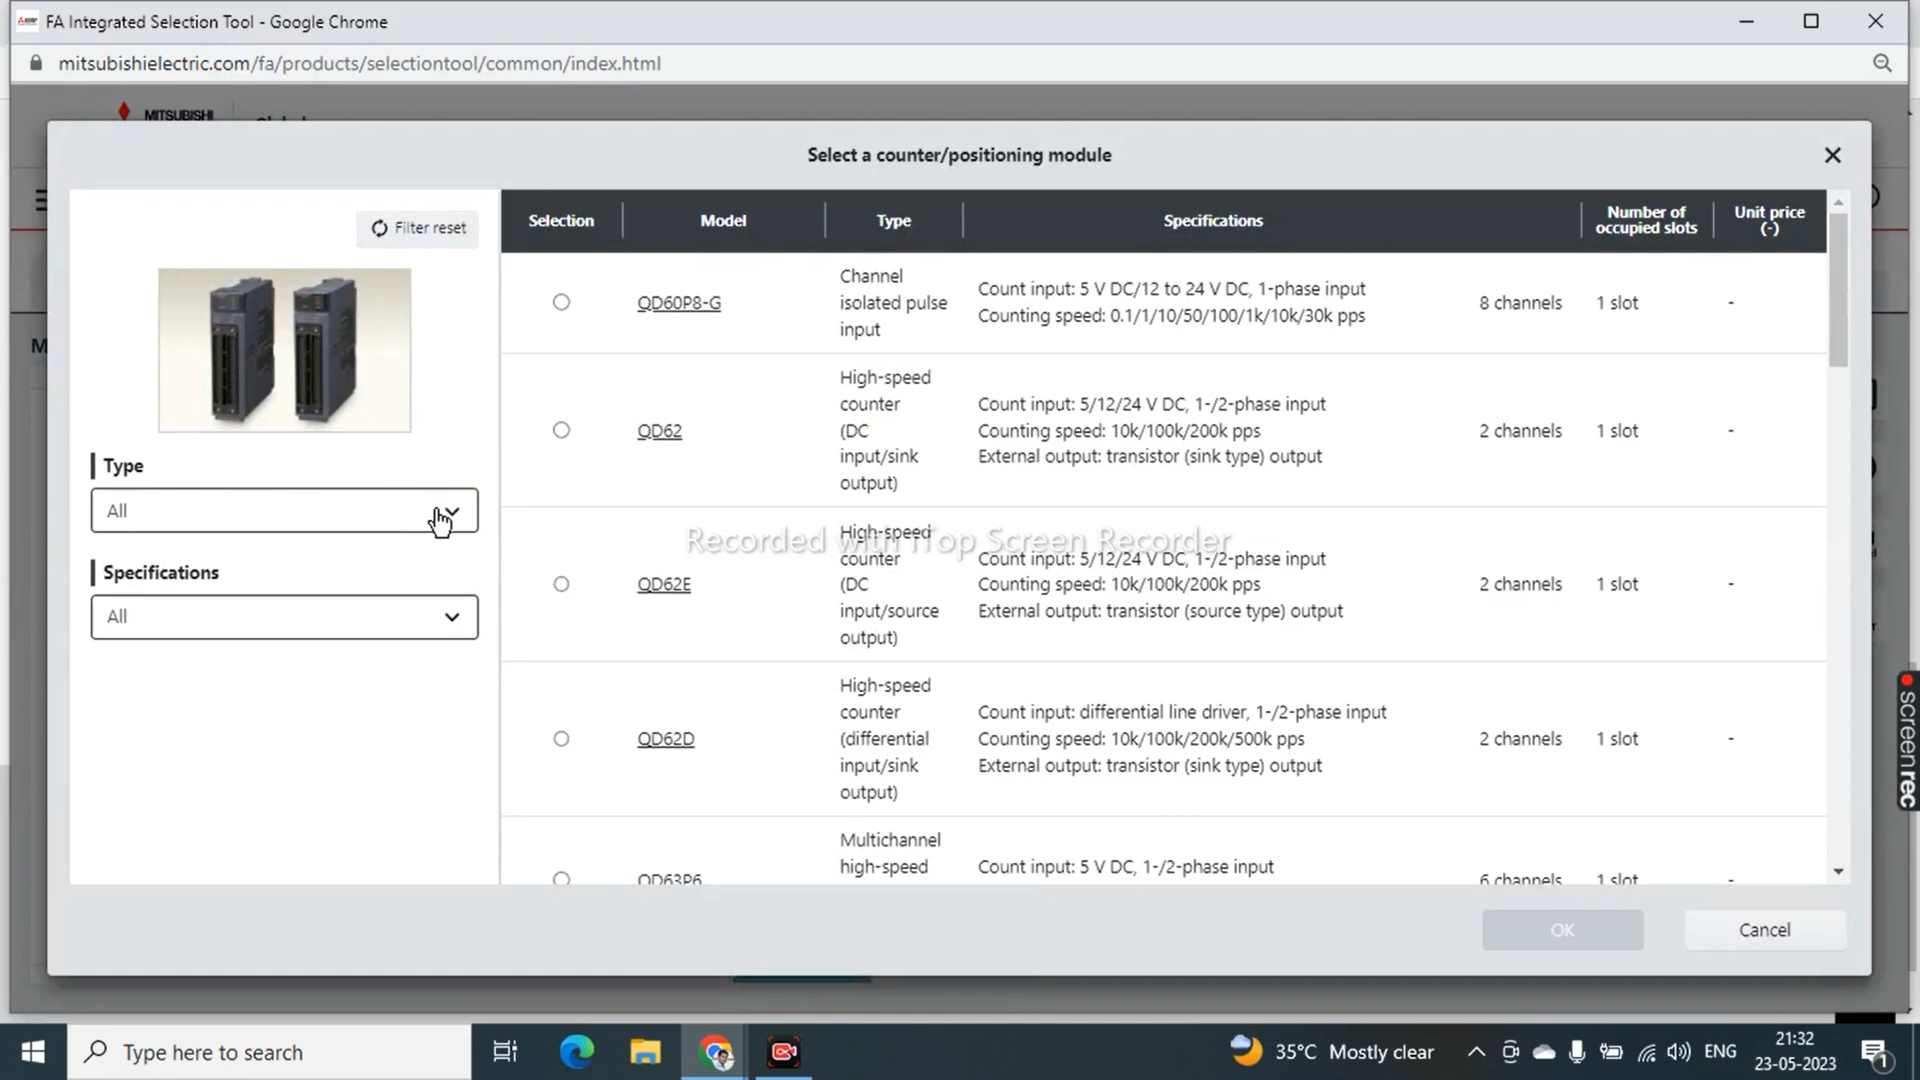 FA Integrated Selection Tool - Google Chrome
mitsubishielectric.com/fa/products/selectiontool/common/index.html
MITSUBISHI
Select a counter/positioning module
Filter reset
Type
All
Specifications
All
Selection Model Type Specifications Number of occupied slots Unit price (-)
QD60P8-G
Channel
isolated pulse
input
Count input: 5 V DC/12 to 24 V DC, 1-phase input
Counting speed: 0.1/1/10/50/100/1k/10k/30k pps
8 channels 1 slot -
QD62
High-speed
counter
(DC
input/sink
output)
Count input: 5/12/24 V DC, 1-/2-phase input
Counting speed: 10k/100k/200k pps
External output: transistor (sink type) output
2 channels 1 slot -
Recorded with iTop Screen Recorder
QD62E
High-speed
counter
(DC
input/source
output)
Count input: 5/12/24 V DC, 1-/2-phase input
Counting speed: 10k/100k/200k pps
External output: transistor (source type) output
2 channels 1 slot -
QD62D
High-speed
counter
(differential
input/sink
output)
Count input: differential line driver, 1-/2-phase input
Counting speed: 10k/100k/200k/500k pps
External output: transistor (sink type) output
2 channels 1 slot -
QD63P6
Multichannel
high-speed
Count input: 5 V DC, 1-/2-phase input
6 channels 1 slot -
OK Cancel
screenrec
Type here to search
35°C Mostly clear
ENG
21:32
23-05-2023
1